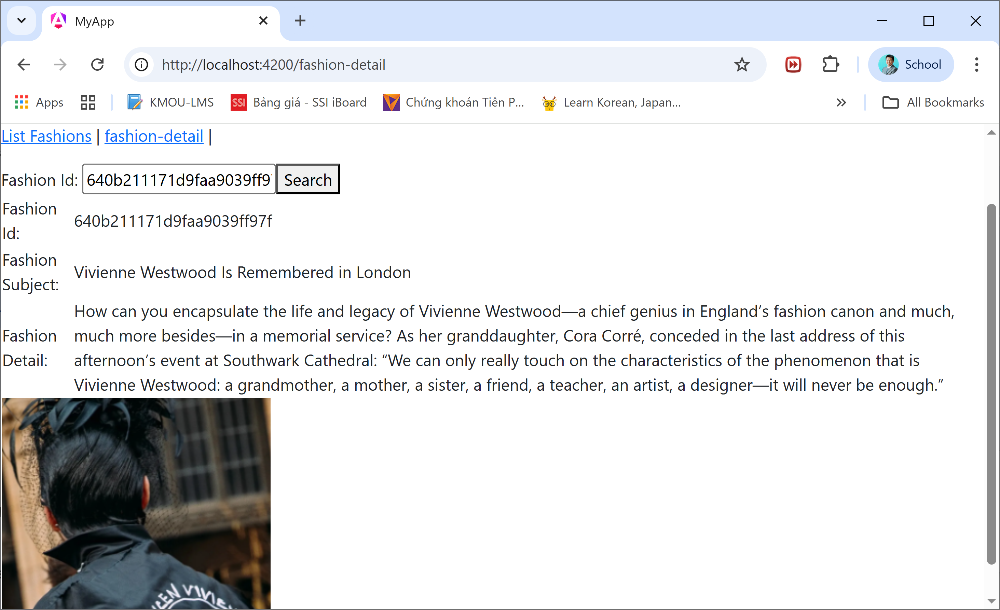 MyApp
http://localhost:4200/fashion-detail
School
Apps
KMOU-LMS
SSI
Bảng giá - SSI iBoard
Chứng khoán Tiên P...
Learn Korean, Japan...
All Bookmarks
List Fashions | fashion-detail |
Fashion Id: 640b211171d9faa9039ff9 Search
Fashion Id: 640b211171d9faa9039ff97f
Fashion Subject: Vivienne Westwood Is Remembered in London
Fashion Detail:
How can you encapsulate the life and legacy of Vivienne Westwood—a chief genius in England’s fashion canon and much,
much more besides—in a memorial service? As her granddaughter, Cora Corré, conceded in the last address of this
afternoon’s event at Southwark Cathedral: “We can only really touch on the characteristics of the phenomenon that is
Vivienne Westwood: a grandmother, a mother, a sister, a friend, a teacher, an artist, a designer—it will never be enough.”